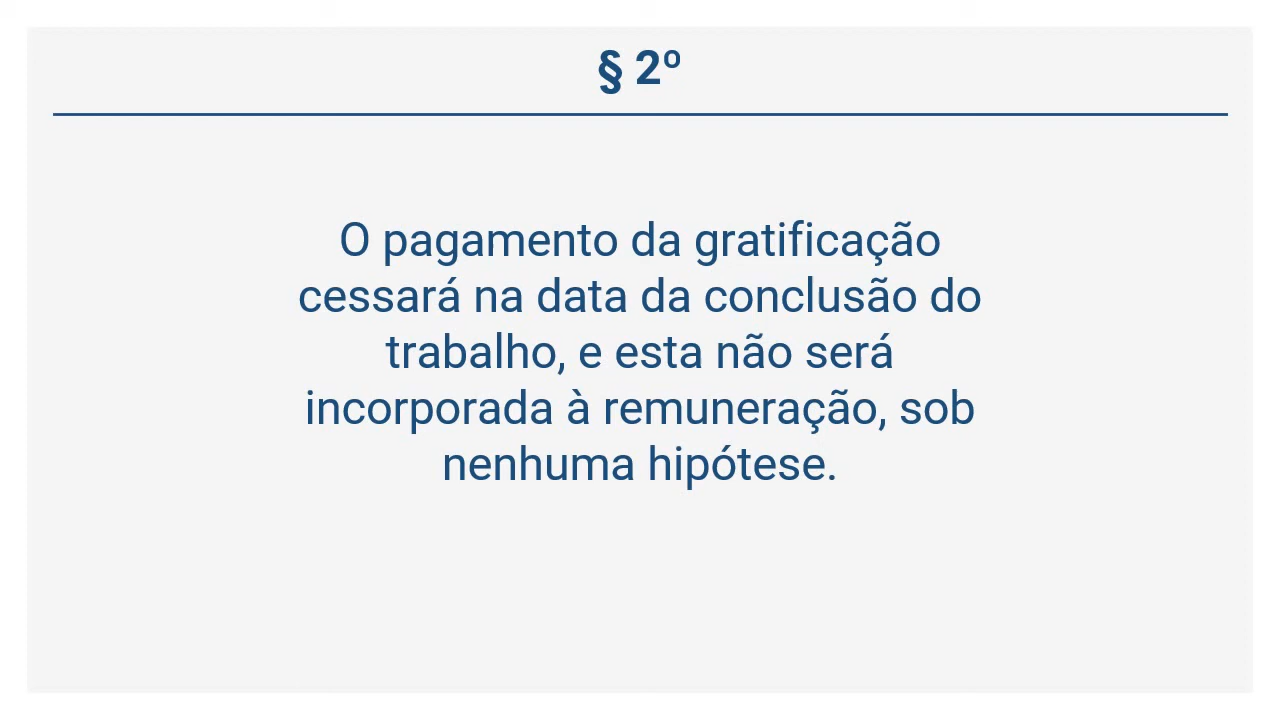 § 2º
O pagamento da gratificação
cessará na data da conclusão do
trabalho, e esta não será
incorporada à remuneração, sob
nenhuma hipótese.